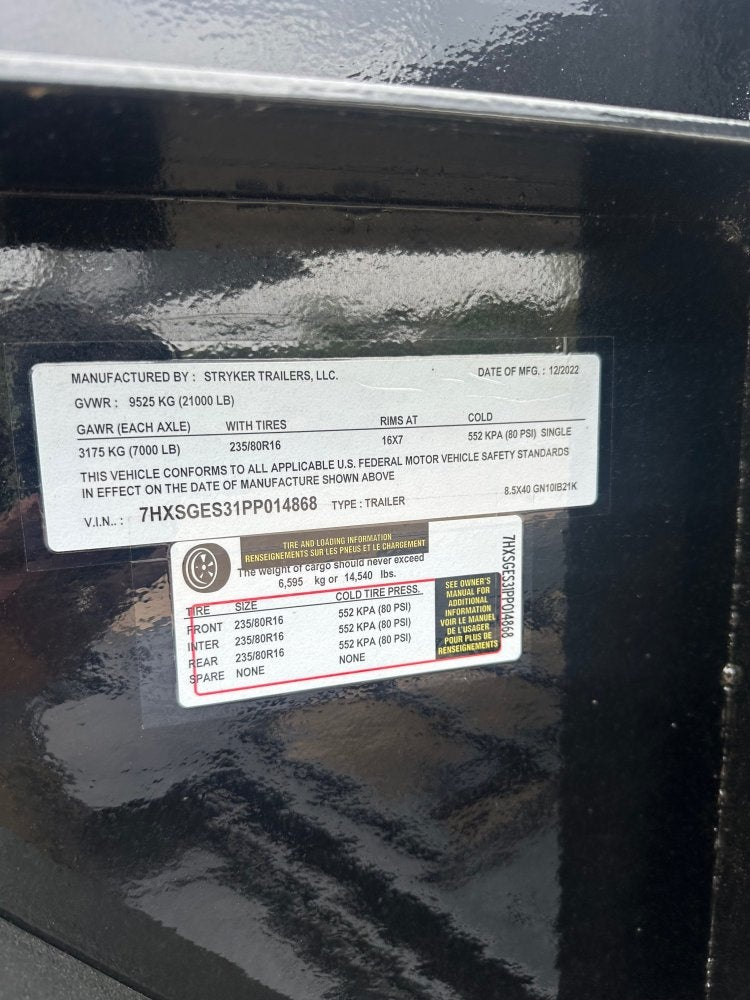 MANUFACTURED BY : STRYKER TRAILERS, LLC. DATE OF MFG. : 12/2022
GVWR : 9525 KG (21000 LB)
GAWR (EACH AXLE) WITH TIRES RIMS AT COLD
3175 KG (7000 LB) 235/80R16 16X7 552 KPA (80 PSI) SINGLE
THIS VEHICLE CONFORMS TO ALL APPLICABLE U.S. FEDERAL MOTOR VEHICLE SAFETY STANDARDS
IN EFFECT ON THE DATE OF MANUFACTURE SHOWN ABOVE
V.I.N.. : 7HXSGES31PP014868 TYPE : TRAILER 8.5X40 GN10IB21K
TIRE AND LOADING INFORMATION
RENSEIGNEMENTS SUR LES PNEUS ET LE CHARGEMENT
The weight of cargo should never exceed
6,595 kg or 14,540 lbs.
TIRE SIZE COLD TIRE PRESS.
FRONT 235/80R16 552 KPA (80 PSI)
INTER 235/80R16 552 KPA (80 PSI)
REAR 235/80R16 552 KPA (80 PSI)
SPARE NONE NONE
SEE OWNER'S
MANUAL FOR
ADDITIONAL
INFORMATION
VOIR LE MANUEL
DE L'USAGER
POUR PLUS DE
RENSEIGNEMENTS
7HXSGES31PP014868